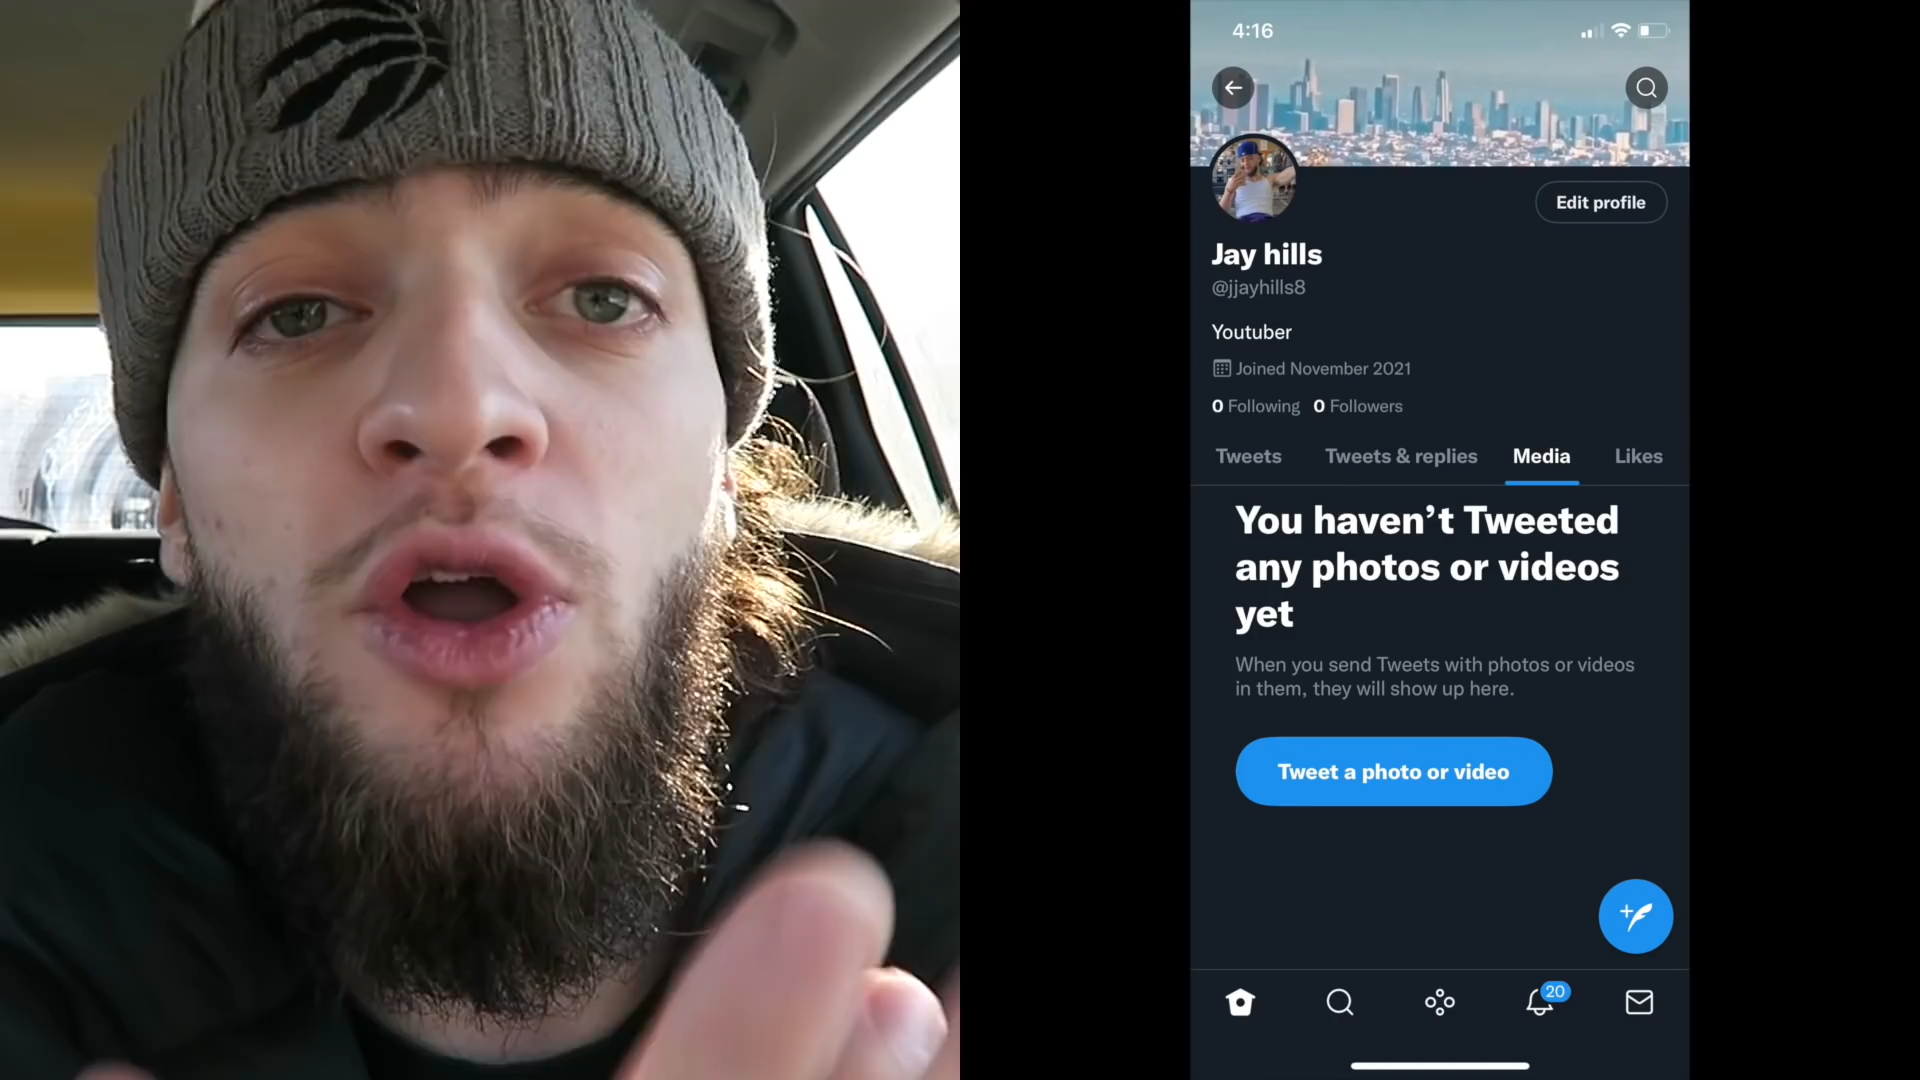 4:16
Edit profile
Jay hills
@jjayhills8
Youtuber
Joined November 2021
0 Following 0 Followers
Tweets Tweets & replies Media Likes
You haven’t Tweeted
any photos or videos
yet
When you send Tweets with photos or videos
in them, they will show up here.
Tweet a photo or video
20